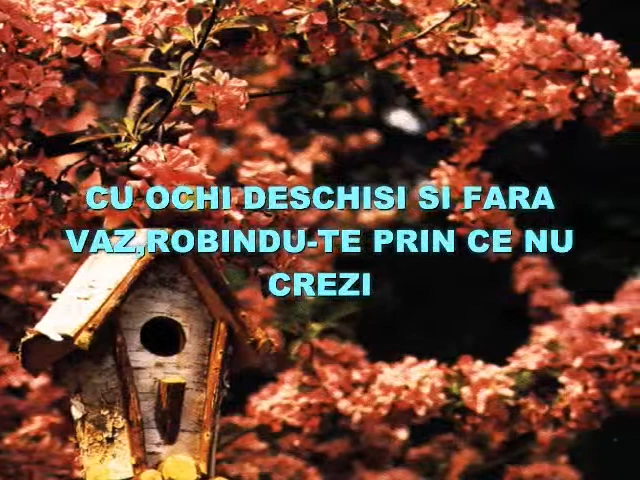 CU OCHI DESCHISI SI FARA
VAZ,ROBINDU-TE PRIN CE NU
CREZI